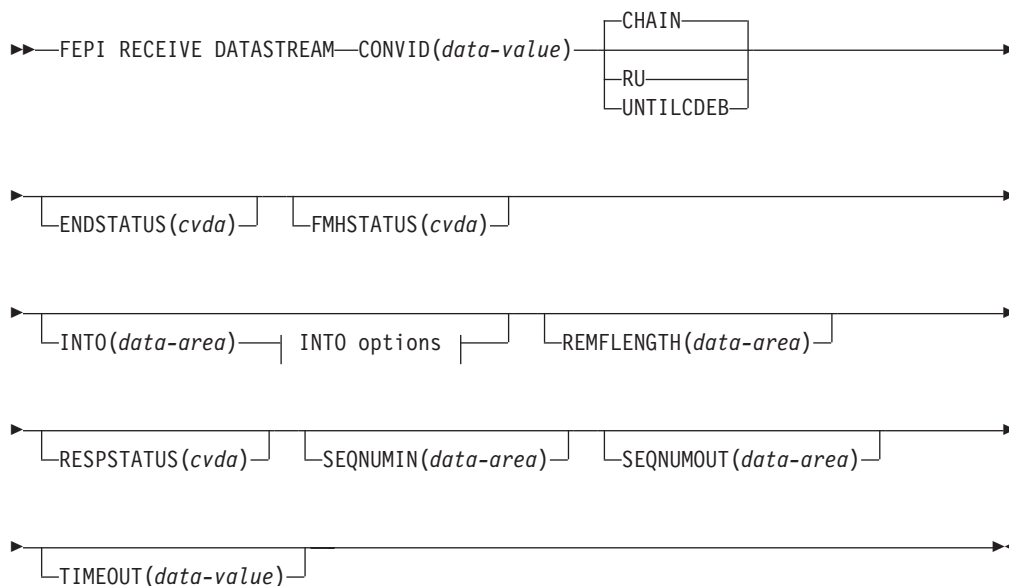 CHAIN
FEPI RECEIVE DATASTREAM CONVID(data-value)
RU
UNTILCDEB
ENDSTATUS(cvda) FMHSTATUS(cvda)
INTO(data-area) INTO options REMFLENGTH(data-area)
RESPSTATUS(cvda) SEQNUMIN(data-area) SEQNUMOUT(data-area)
TIMEOUT(data-value)